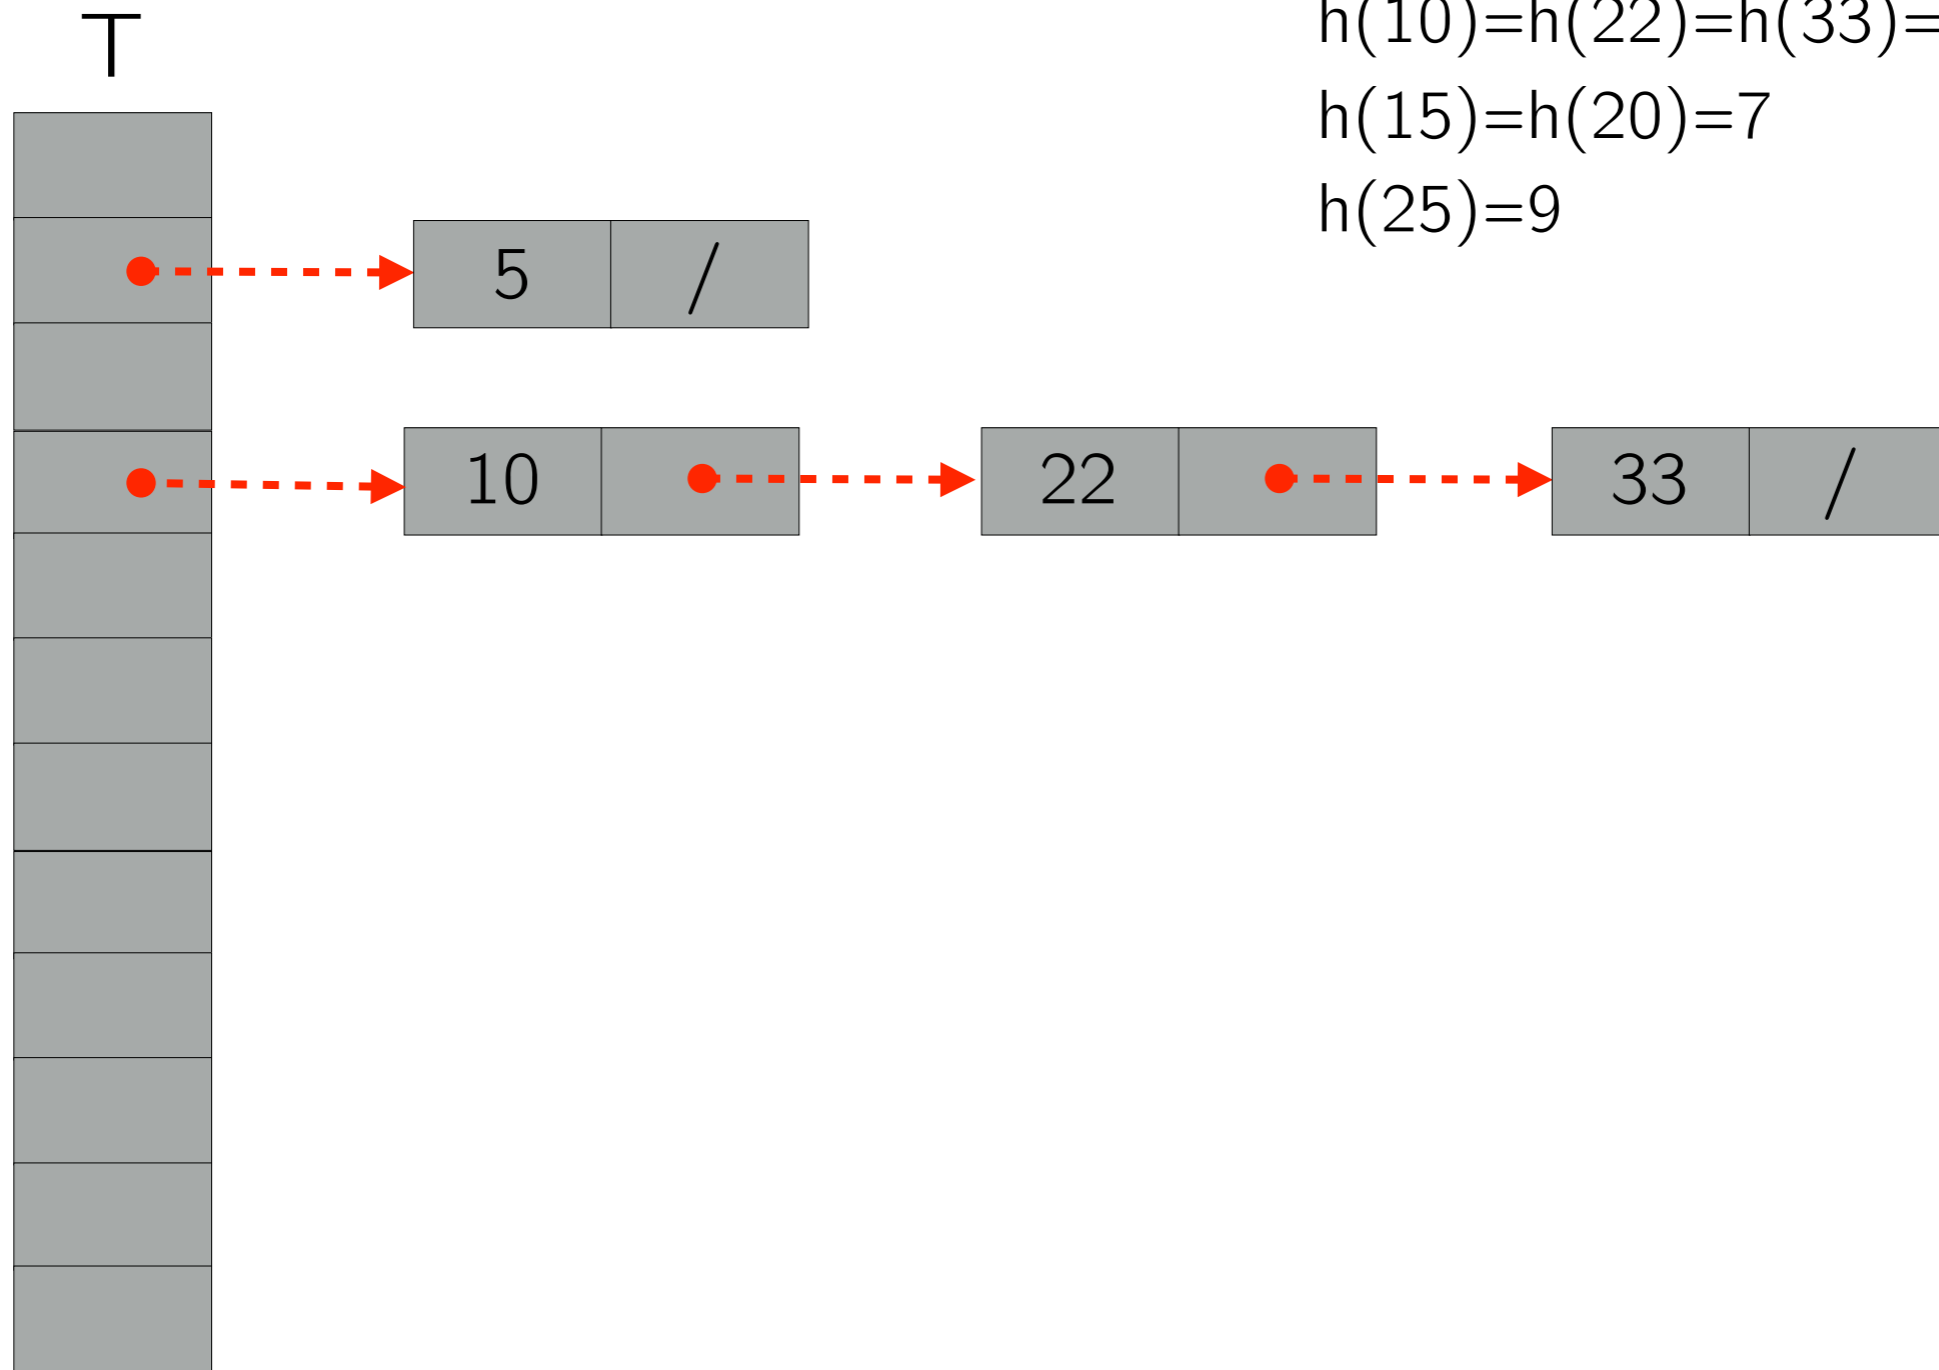 T
h(10)=h(22)=h(33)=
h(15)=h(20)=7
h(25)=9
5 /
10 22 33 /